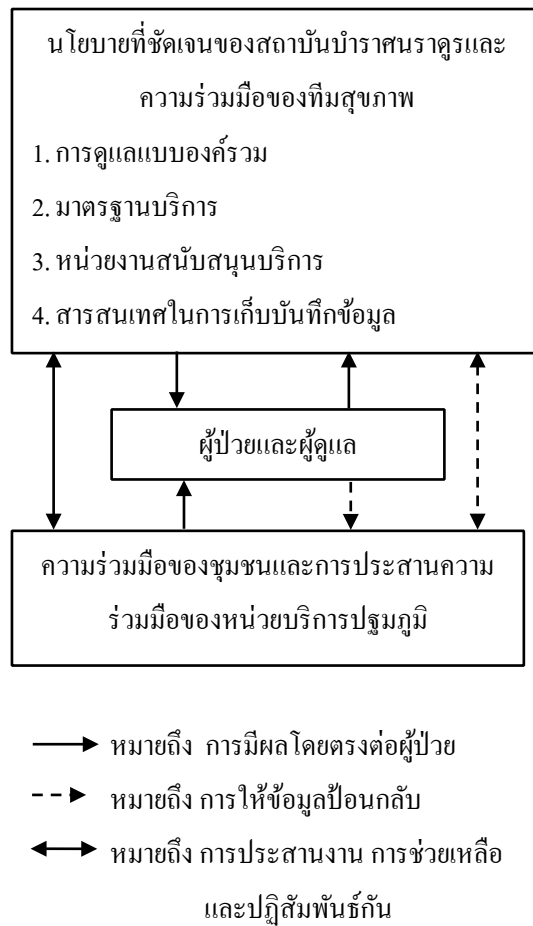 นโยบายที่ชัดเจนของสถาบันบำราศนราดูรและ
ความร่วมมือของทีมสุขภาพ
1. การดูแลแบบองค์รวม
2. มาตรฐานบริการ
3. หน่วยงานสนับสนุนบริการ
4. สารสนเทศในการเก็บบันทึกข้อมูล
ผู้ป่วยและผู้ดูแล
ความร่วมมือของชุมชนและการประสานความ
ร่วมมือของหน่วยบริการปฐมภูมิ
หมายถึง การมีผลโดยตรงต่อผู้ป่วย
หมายถึง การให้ข้อมูลป้อนกลับ
หมายถึง การประสานงาน การช่วยเหลือ
และปฏิสัมพันธ์กัน